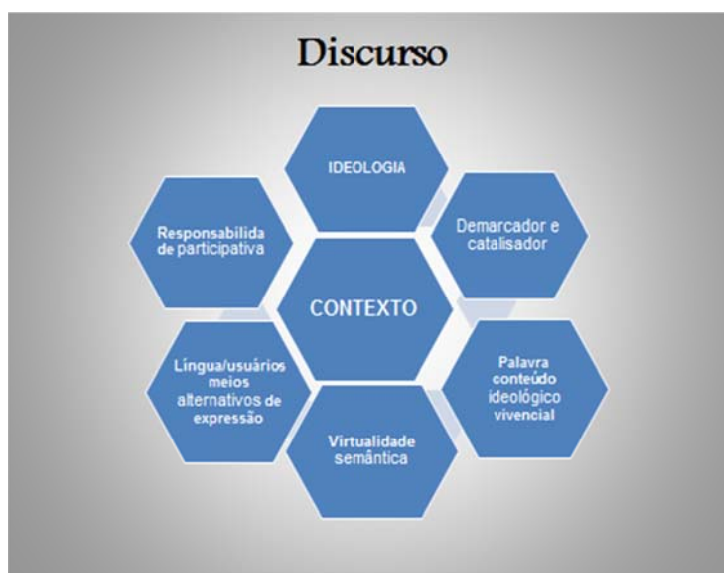 Discurso
IDEOLOGIA
Demarcador e
catalisador
Palavra
conteúdo
ideológico
vivencial
Virtualidade
semântica
Língua/usuários
meios
alternativos de
expressão
Responsabilida
de participativa
CONTEXTO